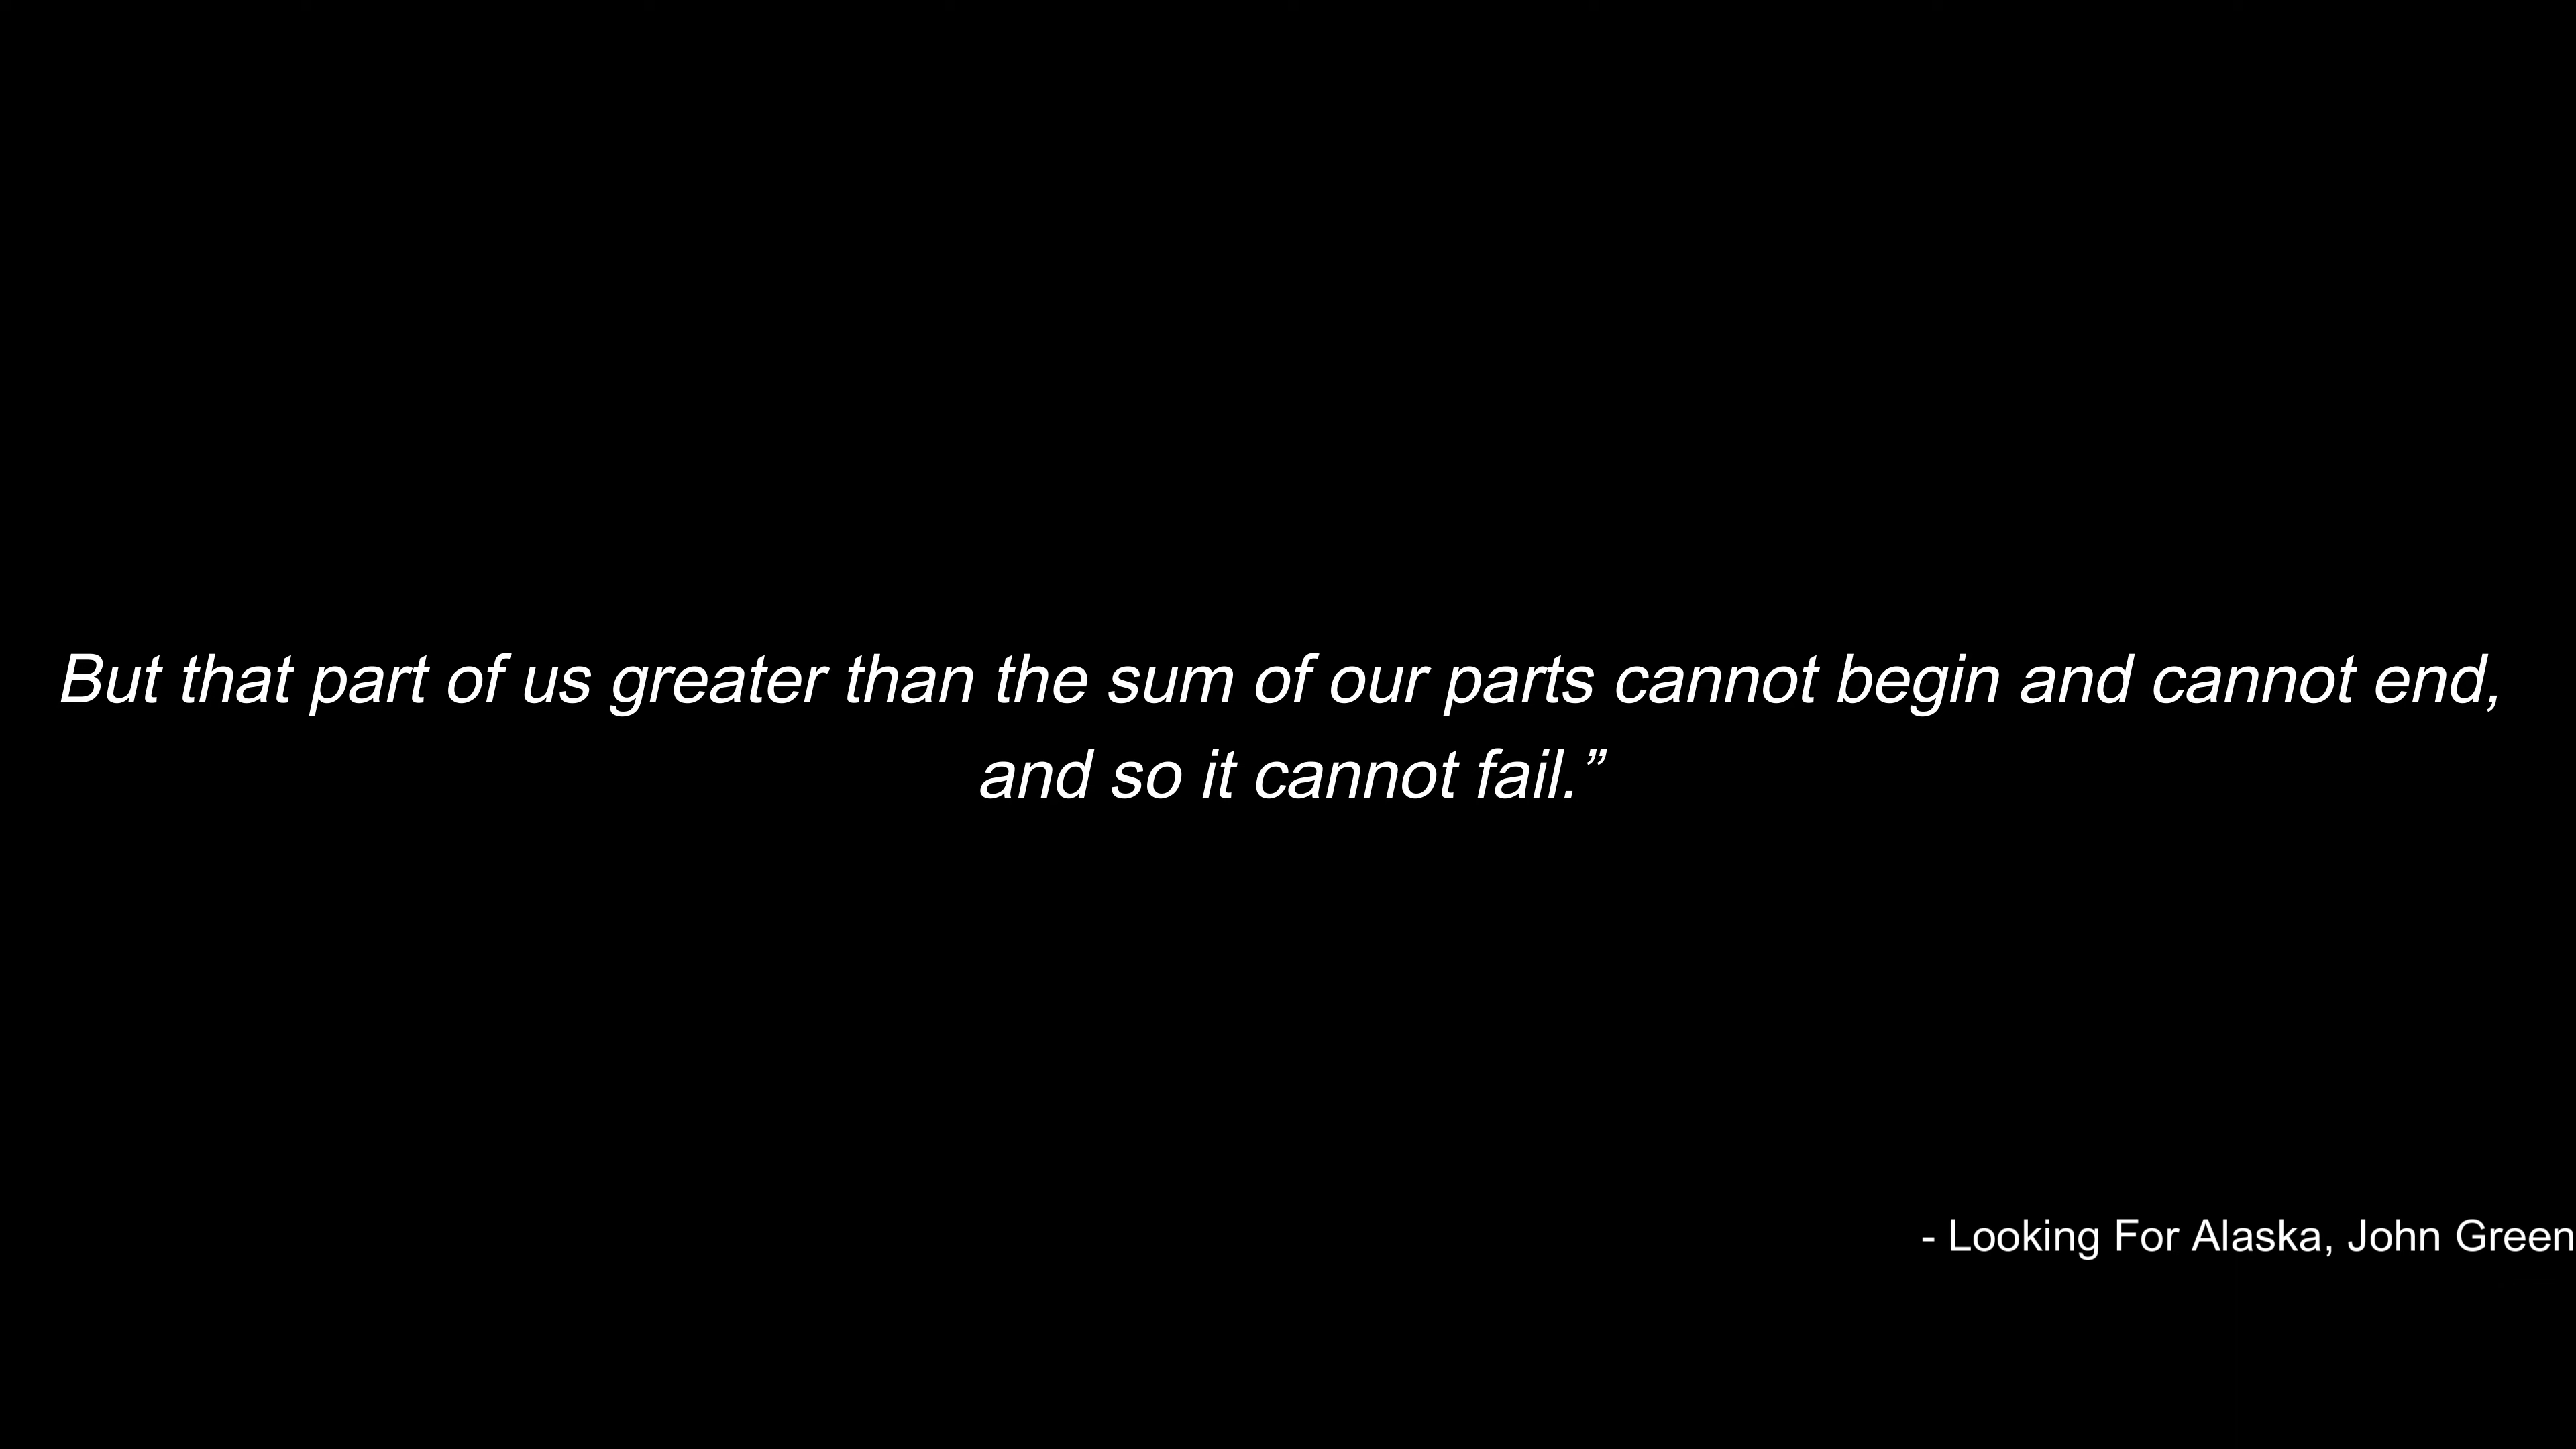 But that part of us greater than the sum of our parts cannot begin and cannot end,
and so it cannot fail.”
- Looking For Alaska, John Green